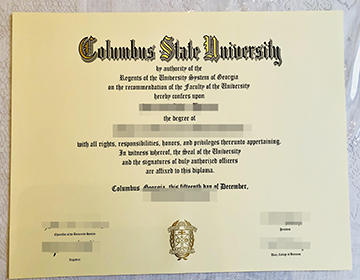 Columbus State University
by authority of the
Regents of the University System of Georgia
on the recommendation of the Faculty of the University
hereby confers upon
the degree of
with all rights, responsibilities, honors, and privileges thereunto appertaining.
In witness whereof, the Seal of the University
and the signatures of duly authorized officers
are affixed to this diploma.
Columbus Georgia, this fifteenth day of December,
President
Registrar